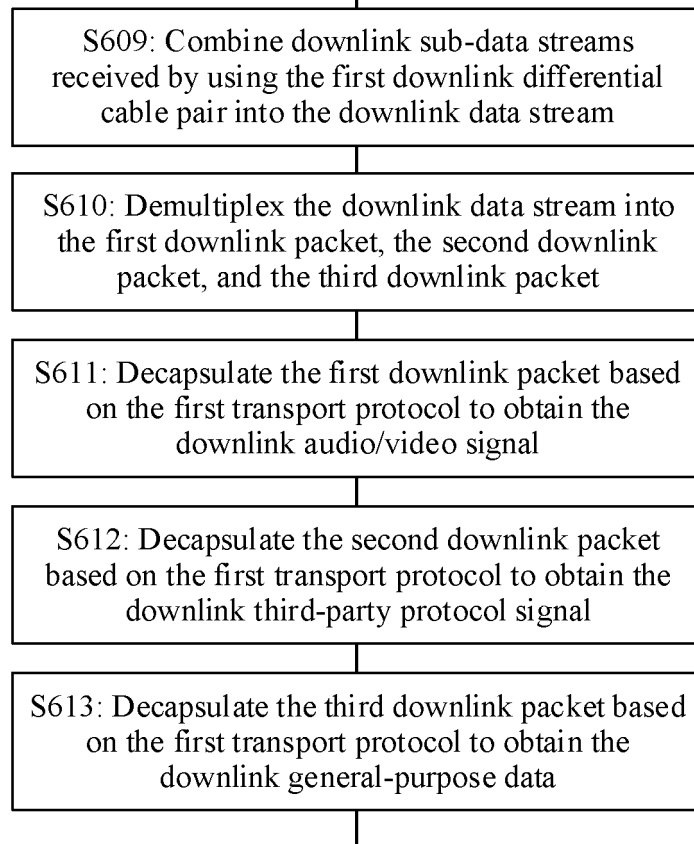 S609: Combine downlink sub-data streams
received by using the first downlink differential
cable pair into the downlink data stream
S610: Demultiplex the downlink data stream into
the first downlink packet, the second downlink
packet, and the third downlink packet
S611: Decapsulate the first downlink packet based
on the first transport protocol to obtain the
downlink audio/video signal
S612: Decapsulate the second downlink packet
based on the first transport protocol to obtain the
downlink third-party protocol signal
S613: Decapsulate the third downlink packet based
on the first transport protocol to obtain the
downlink general-purpose data